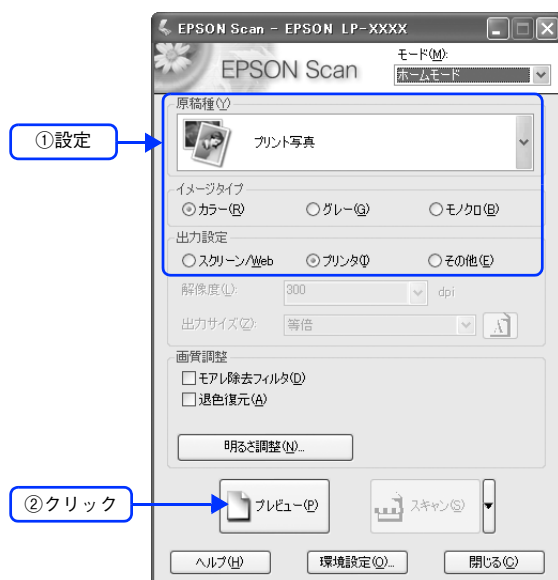 EPSON Scan - EPSON LP-XXXX
EPSON Scan
モード(M):
ホームモード
原稿種(Y)
①設定
プリント写真
イメージタイプ
カラー(R) グレー(G) モノクロ(B)
出力設定
スクリーン/Web プリンタ(I) その他(E)
解像度(L): 300 dpi
出力サイズ(Z): 等倍
画質調整
モアレ除去フィルタ(D)
退色復元(A)
明るさ調整(N)...
②クリック
プレビュー(P) スキャン(S)
ヘルプ(H) 環境設定(O)... 閉じる(C)